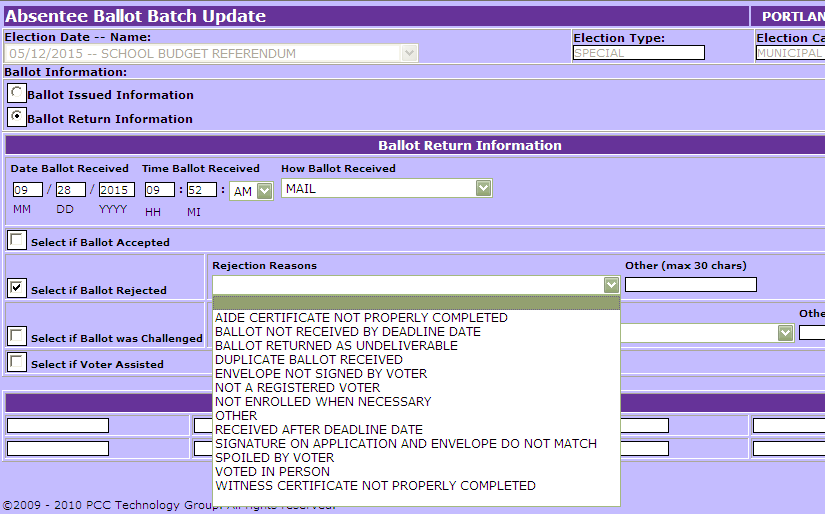 Absentee Ballot Batch Update PORTLAN
Election Date -- Name: Election Type: Election Ca
05/12/2015 -- SCHOOL BUDGET REFERENDUM SPECIAL MUNICIPAL
Ballot Information:
Ballot Issued Information
Ballot Return Information
Ballot Return Information
Date Ballot Received Time Ballot Received How Ballot Received
09 / 28 / 2015 09 : 52 : AM MAIL
MM DD YYYY HH MI
Select if Ballot Accepted
Rejection Reasons Other (max 30 chars)
Select if Ballot Rejected
AIDE CERTIFICATE NOT PROPERLY COMPLETED
Othe
BALLOT NOT RECEIVED BY DEADLINE DATE
Select if Ballot was Challenged
BALLOT RETURNED AS UNDELIVERABLE
DUPLICATE BALLOT RECEIVED
Select if Voter Assisted
ENVELOPE NOT SIGNED BY VOTER
NOT A REGISTERED VOTER
NOT ENROLLED WHEN NECESSARY
OTHER
RECEIVED AFTER DEADLINE DATE
SIGNATURE ON APPLICATION AND ENVELOPE DO NOT MATCH
SPOILED BY VOTER
VOTED IN PERSON
WITNESS CERTIFICATE NOT PROPERLY COMPLETED
©2009 - 2010 PCC Technology Group. All rights reserved.